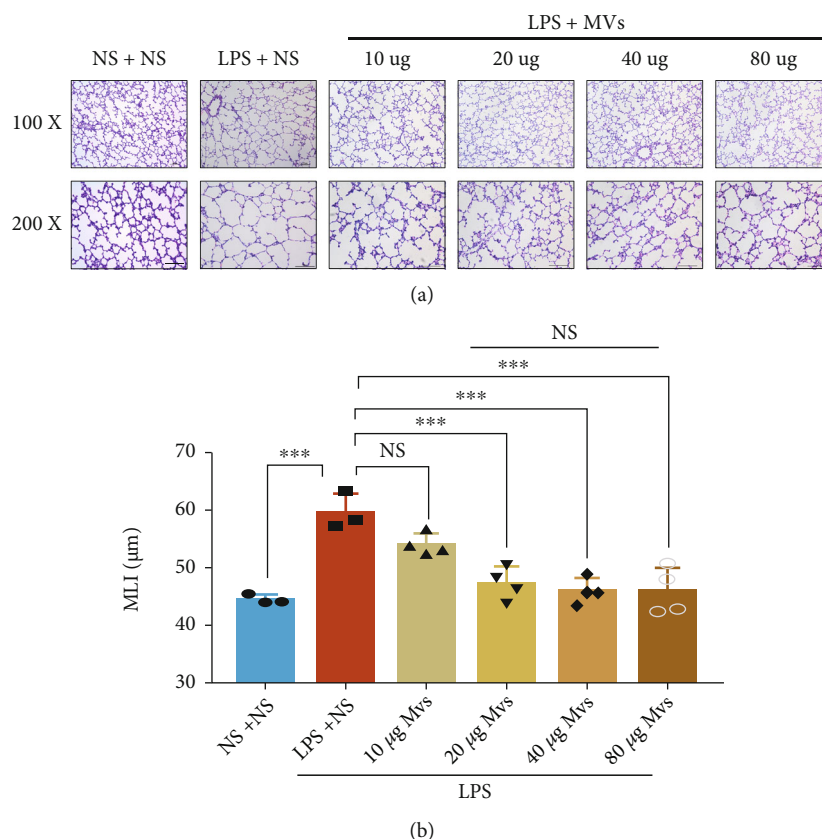 LPS + MVs
NS + NS LPS + NS 10 ug 20 ug 40 ug 80 ug
100 X
200 X
(a)
NS
***
***
***
***
NS
70
60
50
40
30
MLI (μm)
NS +NS
LPS +NS
10 μg Mvs
20 μg Mvs
40 μg Mvs
80 μg Mvs
LPS
(b)